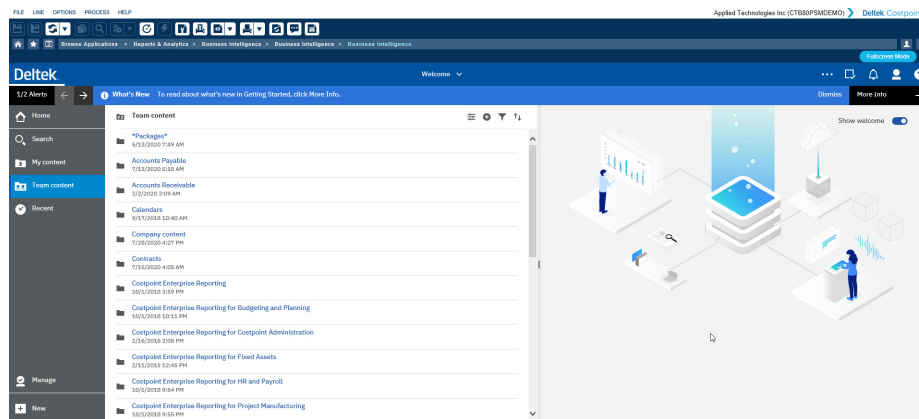 FILE LINE OPTIONS PROCESS HELP
Applied Technologies Inc (CTB80PSMDEMO) Deltek Costpoint
Browse Applications > Reports & Analytics > Business Intelligence > Business Intelligence > Business Intelligence
Fullscreen Mode
Deltek.
Welcome
1/2 Alerts
What's New To read about what's new in Getting Started, click More Info.
Dismiss
More Info
Home
Search
My content
Team content
Recent
Manage
New
Team content
*Packages*
5/13/2020 7:49 AM
Accounts Payable
7/13/2020 5:18 AM
Accounts Receivable
3/2/2020 3:09 AM
Calendars
9/17/2018 10:40 AM
Company content
7/28/2020 4:27 PM
Contracts
7/15/2020 4:05 AM
Costpoint Enterprise Reporting
10/1/2018 3:59 PM
Costpoint Enterprise Reporting for Budgeting and Planning
10/1/2018 10:11 PM
Costpoint Enterprise Reporting for Costpoint Administration
2/16/2016 2:08 PM
Costpoint Enterprise Reporting for Fixed Assets
2/11/2015 12:45 PM
Costpoint Enterprise Reporting for HR and Payroll
10/1/2018 9:54 PM
Costpoint Enterprise Reporting for Project Manufacturing
10/1/2018 9:55 PM
Show welcome